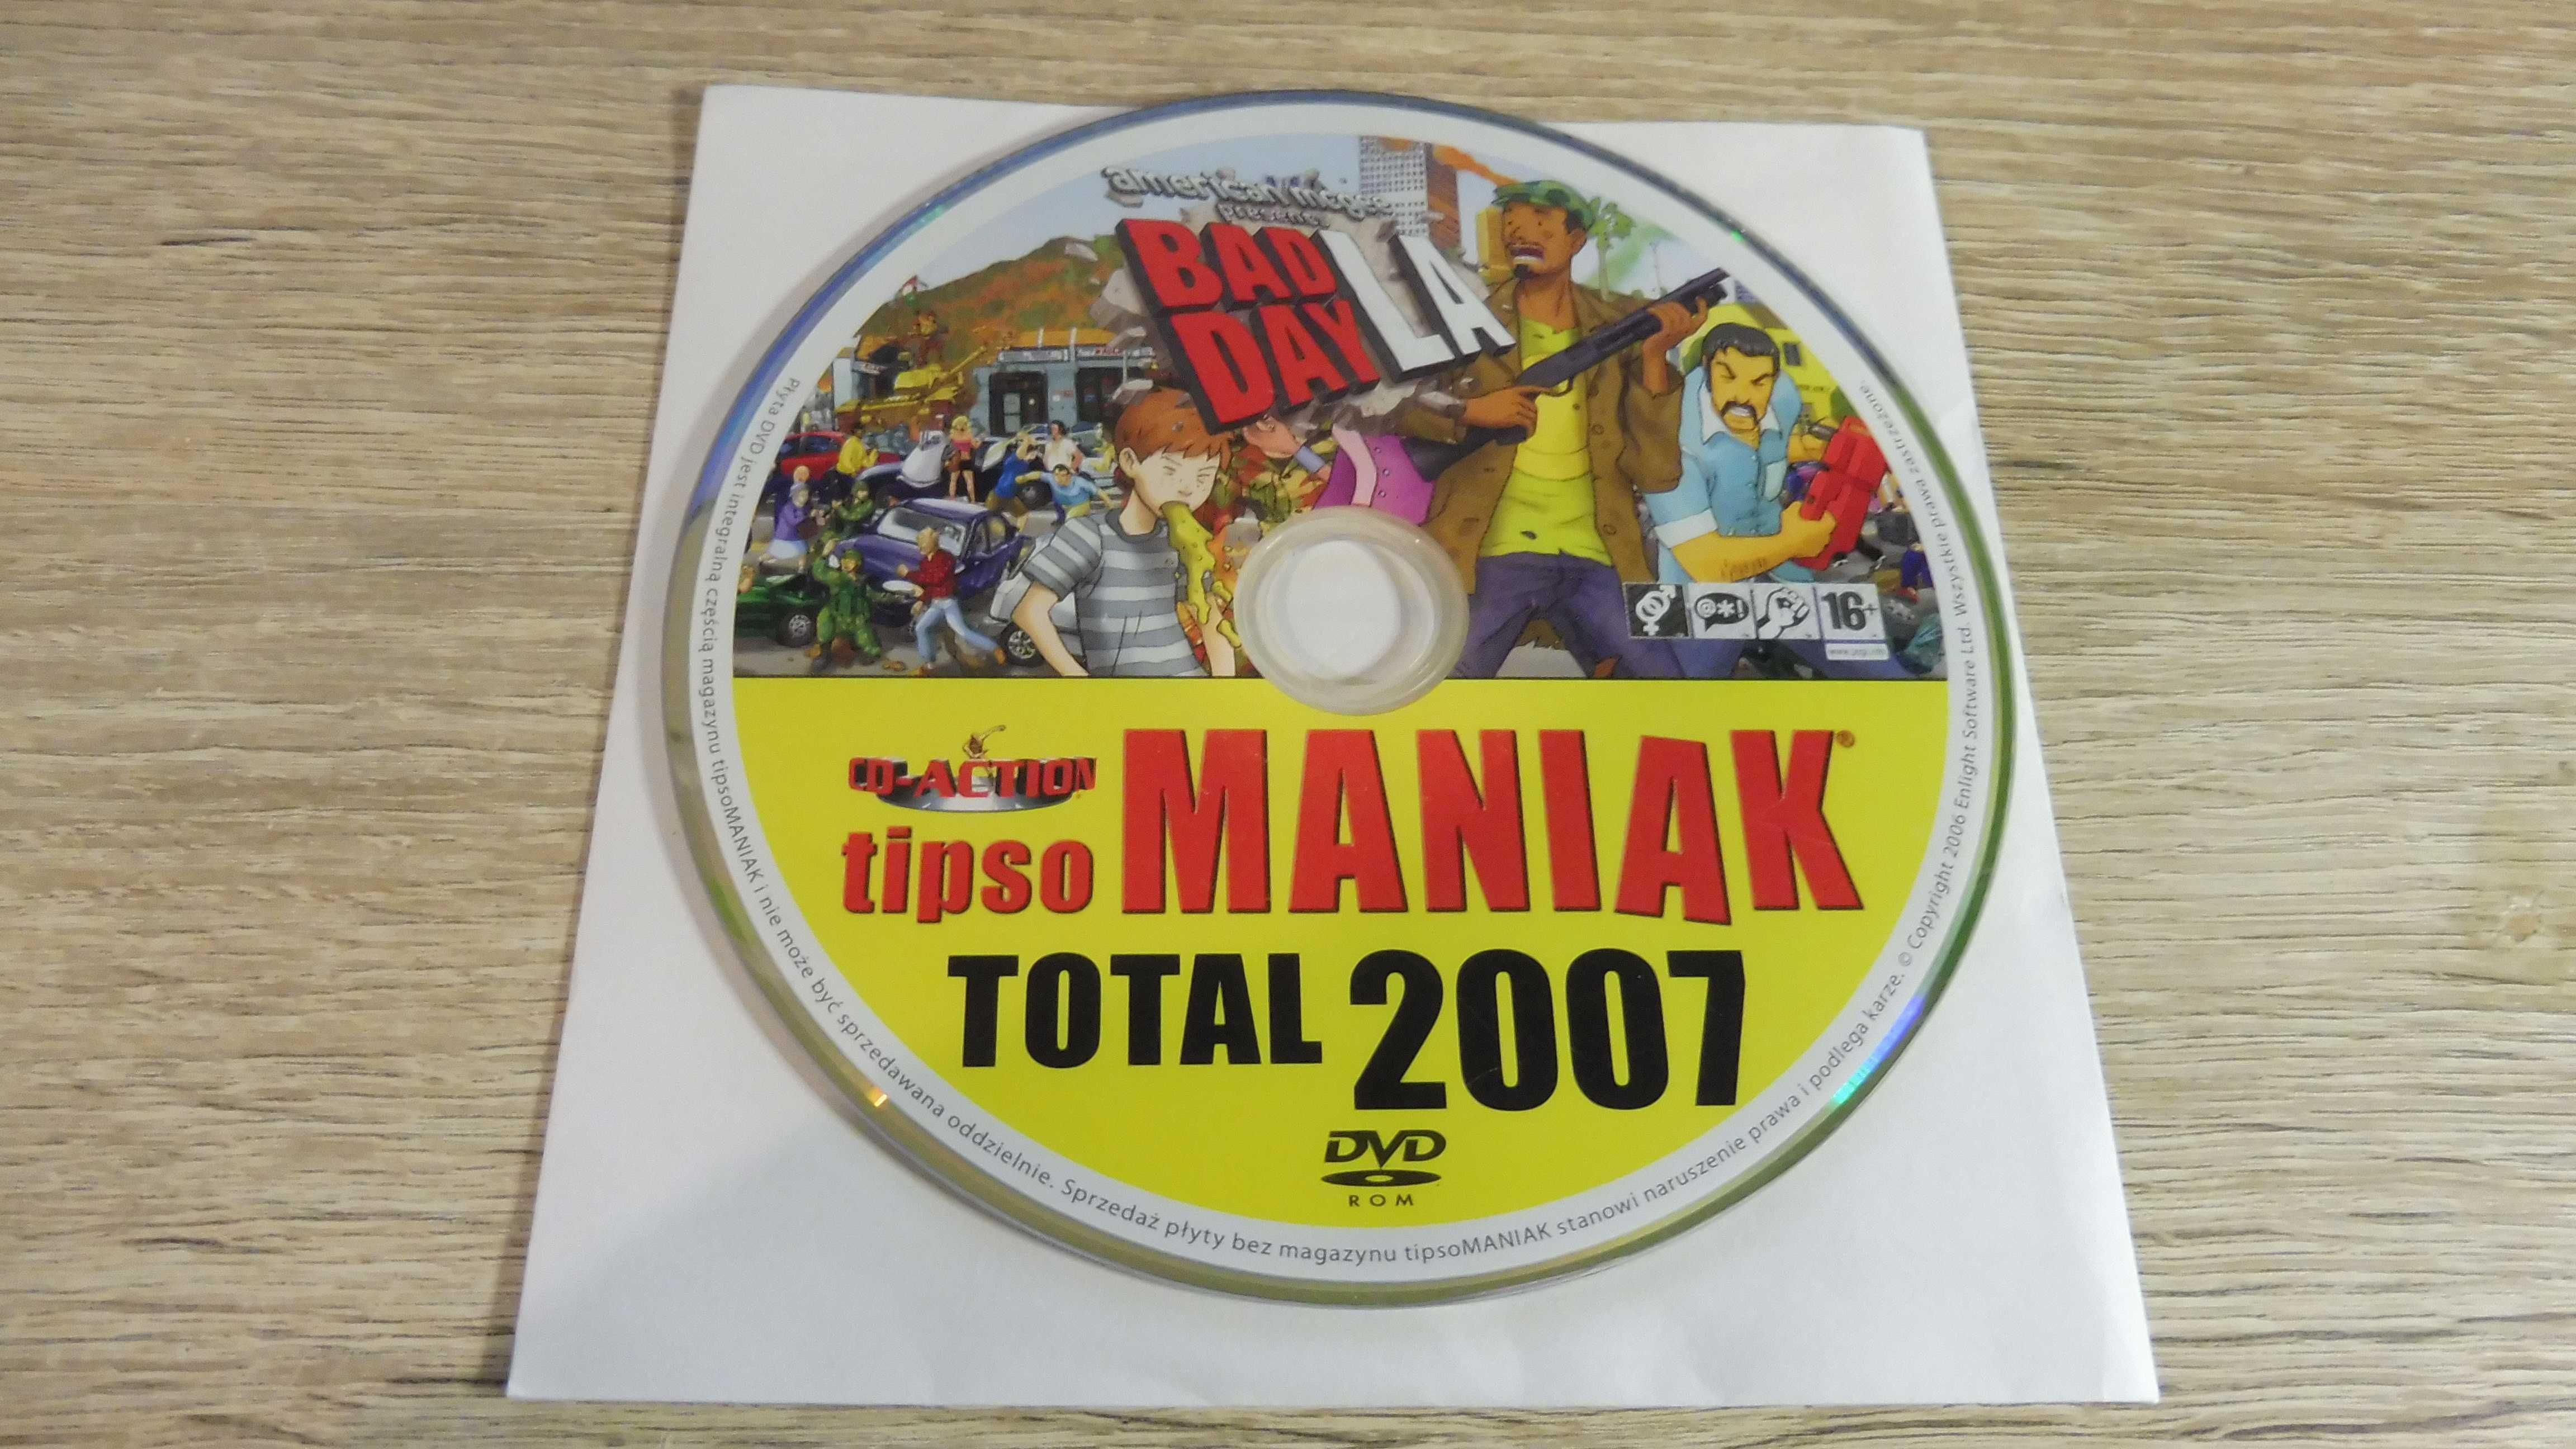 american mcgee
presents
BAD
DAY LA
16+
CD-ACTION
tipsoMANIAK®
TOTAL 2007
DVD
ROM
Płyta DVD jest integralną częścią magazynu tipsoMANIAK i nie może być sprzedawana oddzielnie. Sprzedaż płyty bez magazynu tipsoMANIAK stanowi naruszenie prawa i podlega karze. © Copyright 2006 Enlight Software Ltd. Wszystkie prawa zastrzeżone.